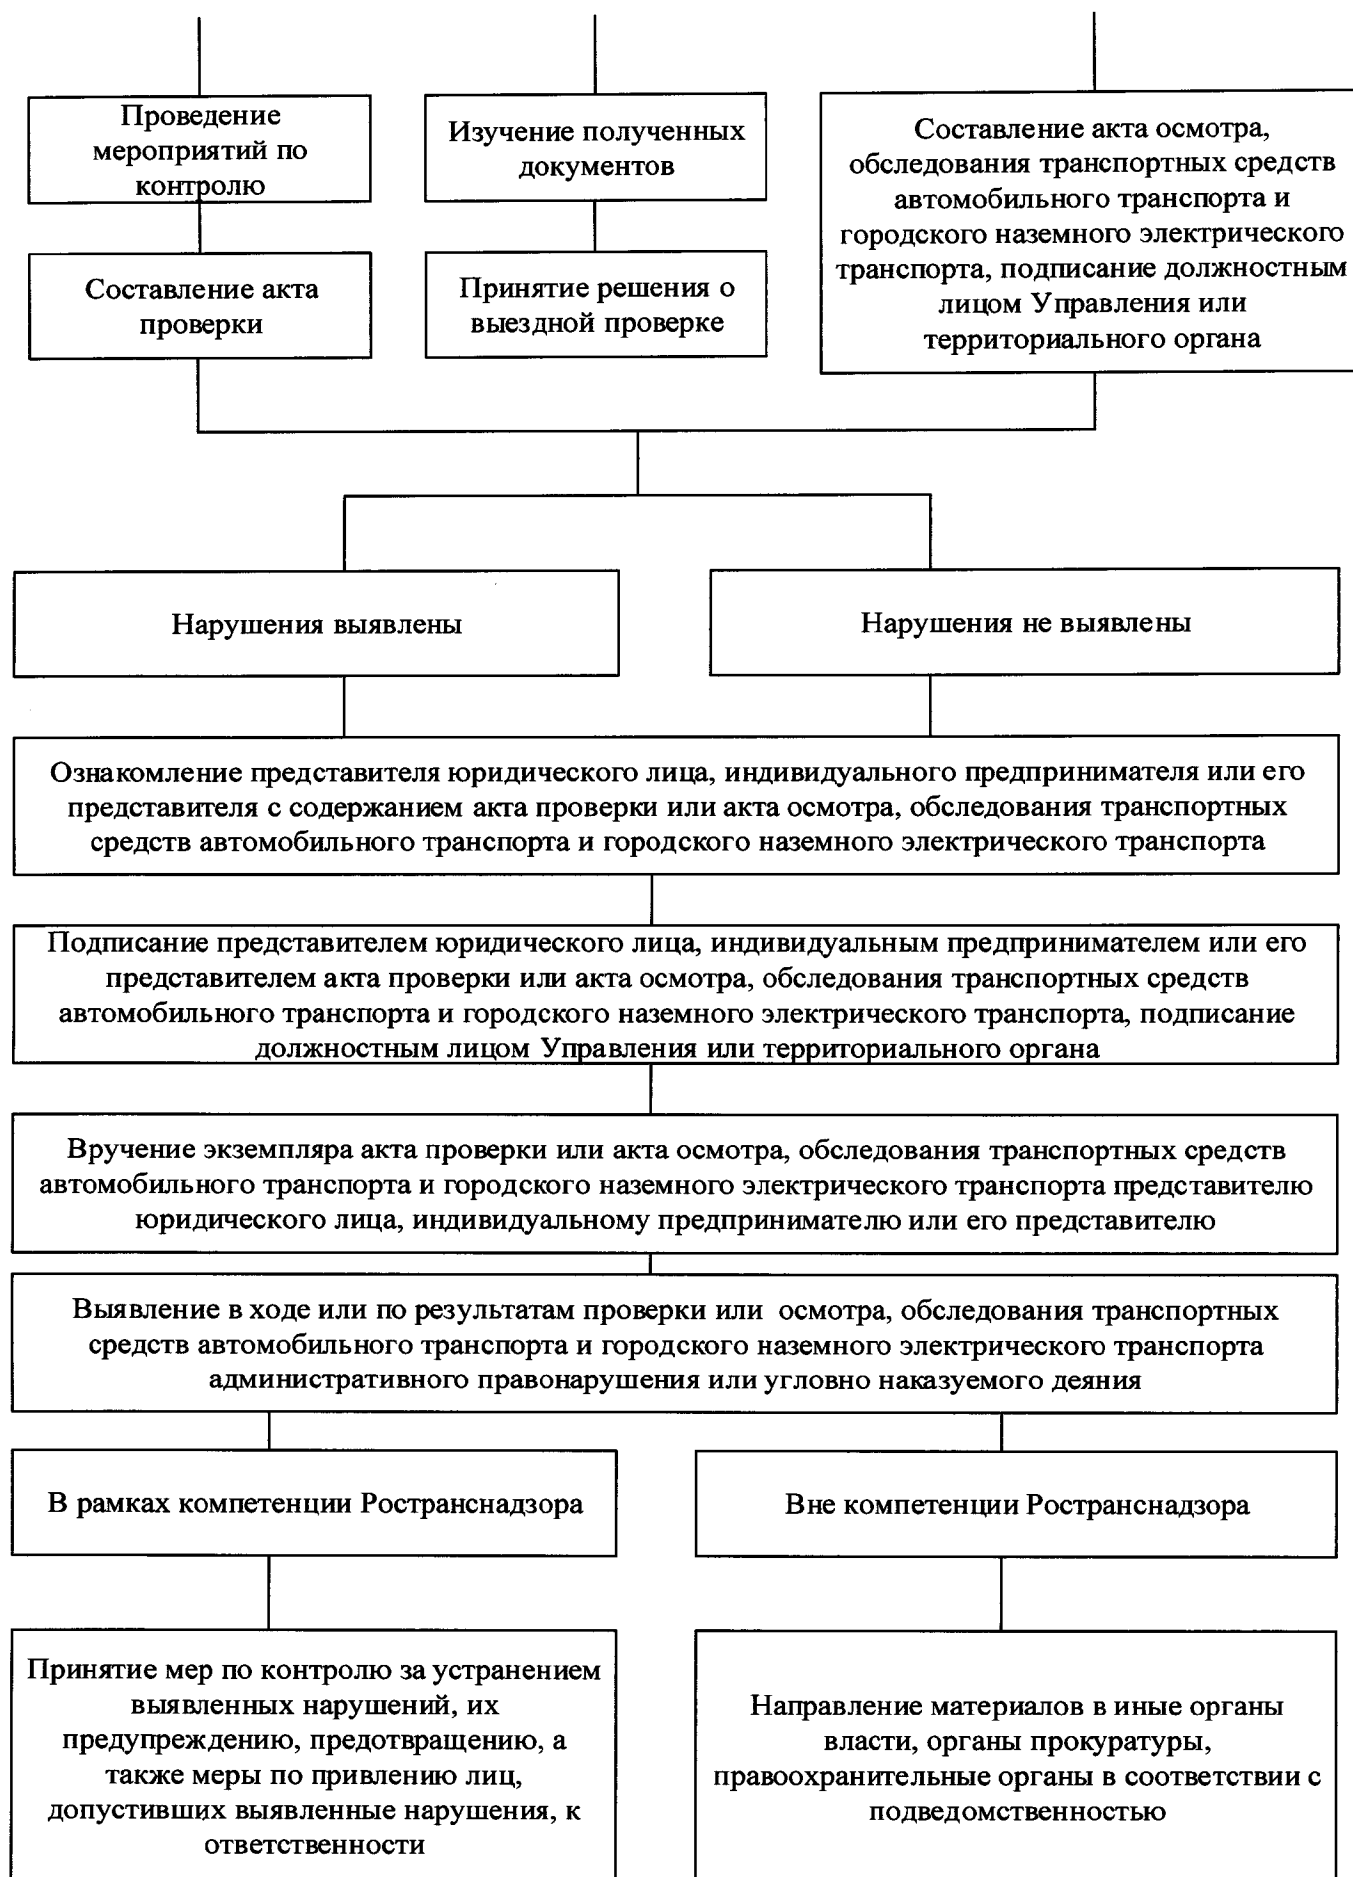 Проведение
мероприятий по
контролю
Изучение полученных
документов
Составление акта осмотра,
обследования транспортных средств
автомобильного транспорта и
городского наземного электрического
транспорта, подписание должностным
лицом Управления или
территориального органа
Составление акта
проверки
Принятие решения о
выездной проверке
Нарушения выявлены
Нарушения не выявлены
Ознакомление представителя юридического лица, индивидуального предпринимателя или его
представителя с содержанием акта проверки или акта осмотра, обследования транспортных
средств автомобильного транспорта и городского наземного электрического транспорта
Подписание представителем юридического лица, индивидуальным предпринимателем или его
представителем акта проверки или акта осмотра, обследования транспортных средств
автомобильного транспорта и городского наземного электрического транспорта, подписание
должностным лицом Управления или территориального органа
Вручение экземпляра акта проверки или акта осмотра, обследования транспортных средств
автомобильного транспорта и городского наземного электрического транспорта представителю
юридического лица, индивидуальному предпринимателю или его представителю
Выявление в ходе или по результатам проверки или осмотра, обследования транспортных
средств автомобильного транспорта и городского наземного электрического транспорта
административного правонарушения или угловно наказуемого деяния
В рамках компетенции Ространснадзора
Вне компетенции Ространснадзора
Принятие мер по контролю за устранением
выявленных нарушений, их
предупреждению, предотвращению, а
также меры по привлению лиц,
допустивших выявленные нарушения, к
ответственности
Направление материалов в иные органы
власти, органы прокуратуры,
правоохранительные органы в соответствии с
подведомственностью